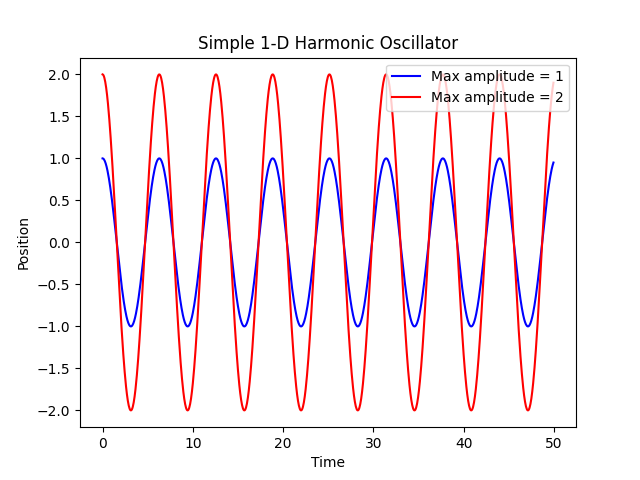 Simple 1-D Harmonic Oscillator
Max amplitude = 1
Max amplitude = 2
2.0
1.5
1.0
0.5
0.0
−0.5
−1.0
−1.5
−2.0
Position
0 10 20 30 40 50
Time